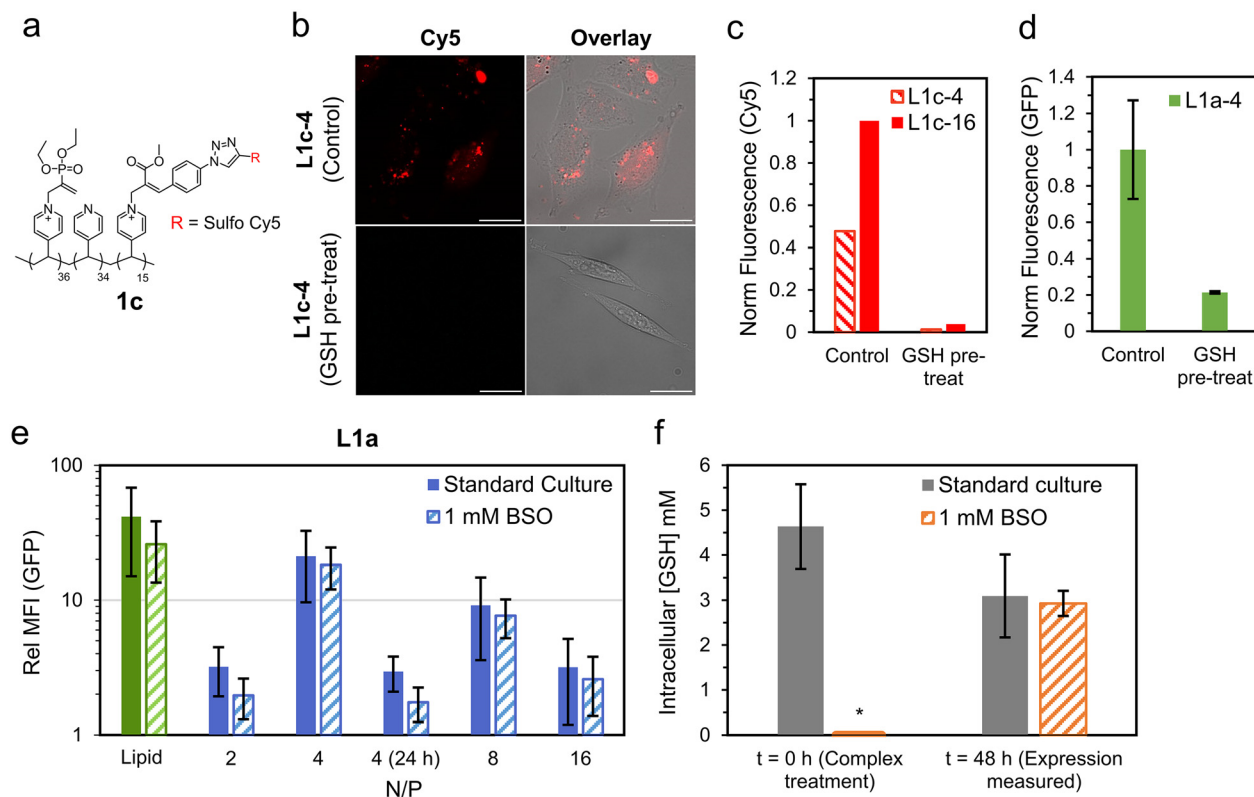 a
O
O
P
O
O
O
N
N
N
R
N
+
N
N
+
R = Sulfo Cy5
36
34
15
1c
b
Cy5
Overlay
L1c-4
(Control)
L1c-4
(GSH pre-treat)
c
Norm Fluorescence (Cy5)
1.2
1
0.8
0.6
0.4
0.2
0
L1c-4
L1c-16
Control
GSH pre-
treat
d
Norm Fluorescence (GFP)
1.4
1.2
1
0.8
0.6
0.4
0.2
0
L1a-4
Control
GSH
pre-treat
e
L1a
Rel MFI (GFP)
100
10
1
Standard Culture
1 mM BSO
Lipid
2
4
4 (24 h)
8
16
N/P
f
Intracellular [GSH] mM
6
5
4
3
2
1
0
Standard culture
1 mM BSO
*
t = 0 h (Complex
treatment)
t = 48 h (Expression
measured)